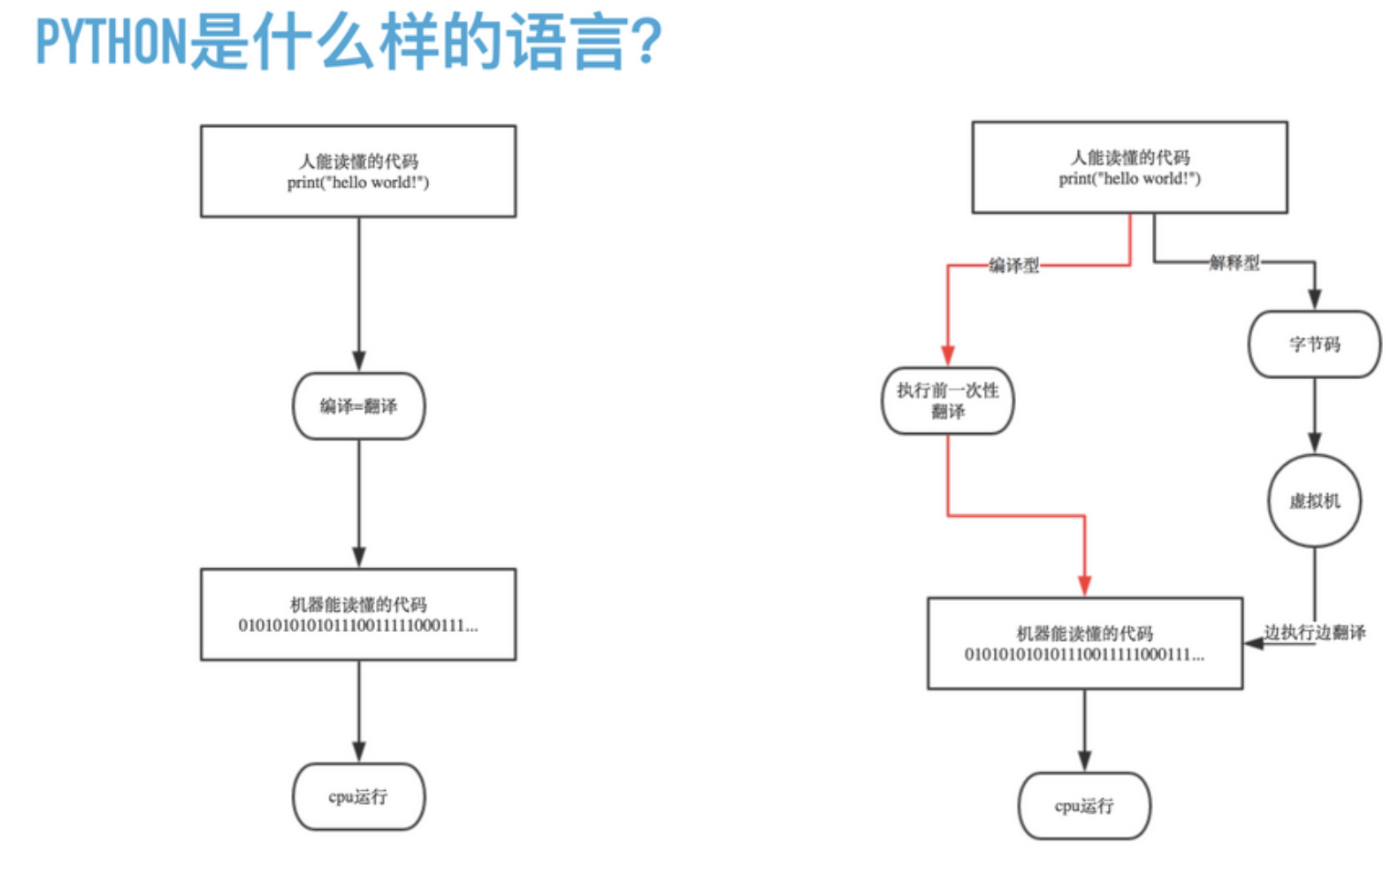 PYTHON是什么样的语言?
人能读懂的代码
print("hello world!")
编译=翻译
机器能读懂的代码
0101010101011110011111000111...
cpu运行
人能读懂的代码
print("hello world!")
编译型
解释型
字节码
执行前一次性
翻译
虚拟机
边执行边翻译
机器能读懂的代码
0101010101011110011111000111...
cpu运行